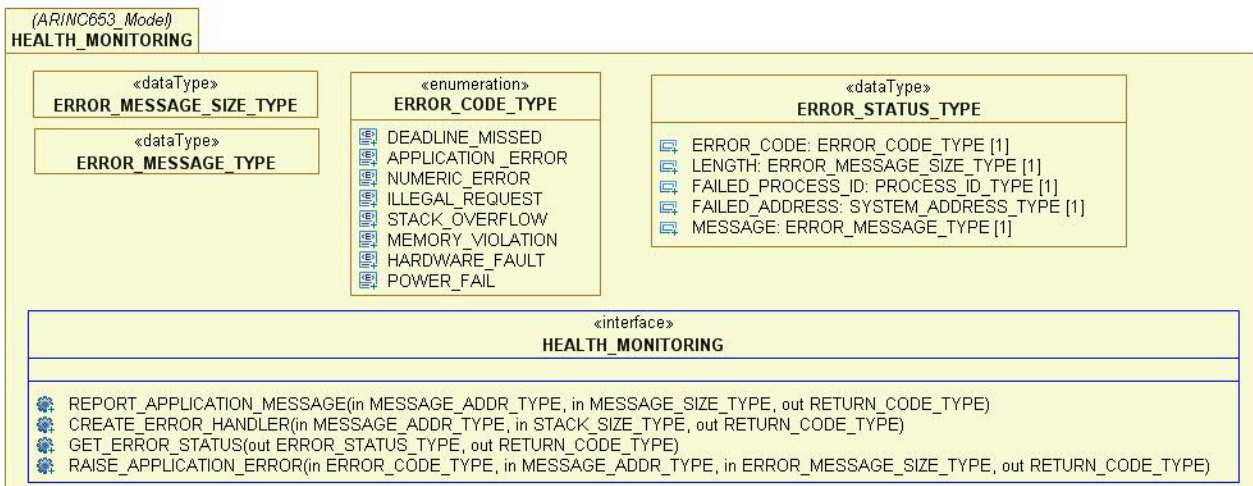 (ARINC653_Model)
HEALTH_MONITORING
«dataType»
ERROR_MESSAGE_SIZE_TYPE
«dataType»
ERROR_MESSAGE_TYPE
«enumeration»
ERROR_CODE_TYPE
DEADLINE_MISSED
APPLICATION _ERROR
NUMERIC_ERROR
ILLEGAL_REQUEST
STACK_OVERFLOW
MEMORY_VIOLATION
HARDWARE_FAULT
POWER_FAIL
«dataType»
ERROR_STATUS_TYPE
ERROR_CODE: ERROR_CODE_TYPE [1]
LENGTH: ERROR_MESSAGE_SIZE_TYPE [1]
FAILED_PROCESS_ID: PROCESS_ID_TYPE [1]
FAILED_ADDRESS: SYSTEM_ADDRESS_TYPE [1]
MESSAGE: ERROR_MESSAGE_TYPE [1]
«interface»
HEALTH_MONITORING
REPORT_APPLICATION_MESSAGE(in MESSAGE_ADDR_TYPE, in MESSAGE_SIZE_TYPE, out RETURN_CODE_TYPE)
CREATE_ERROR_HANDLER(in MESSAGE_ADDR_TYPE, in STACK_SIZE_TYPE, out RETURN_CODE_TYPE)
GET_ERROR_STATUS(out ERROR_STATUS_TYPE, out RETURN_CODE_TYPE)
RAISE_APPLICATION_ERROR(in ERROR_CODE_TYPE, in MESSAGE_ADDR_TYPE, in ERROR_MESSAGE_SIZE_TYPE, out RETURN_CODE_TYPE)